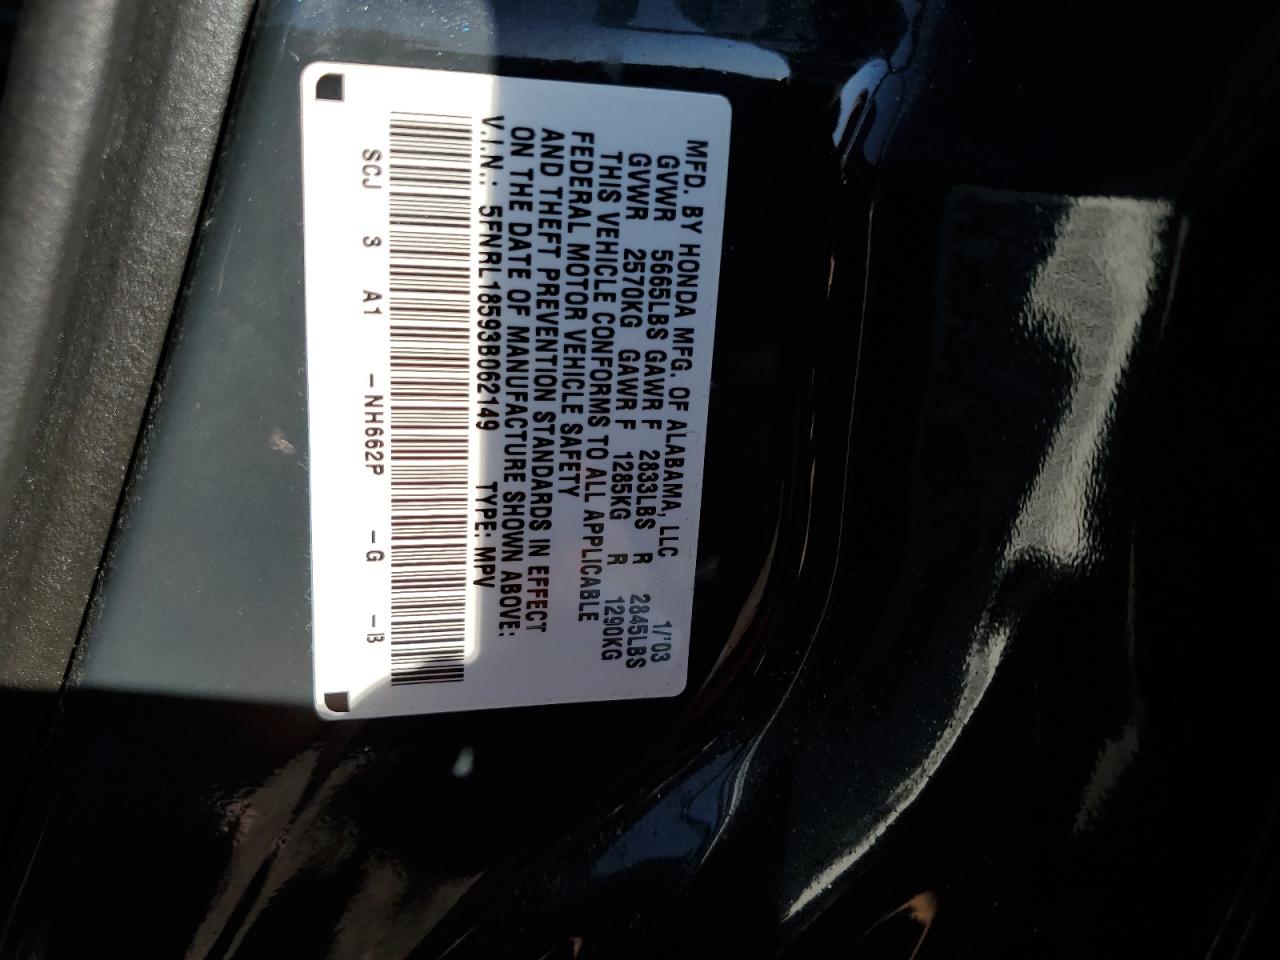 MFD. BY HONDA MFG. OF ALABAMA, LLC 1/'03
GVWR 5665LBS GAWR F 2833LBS R 2845LBS
GVWR 2570KG GAWR F 1285KG R 1290KG
THIS VEHICLE CONFORMS TO ALL APPLICABLE
FEDERAL MOTOR VEHICLE SAFETY
AND THEFT PREVENTION STANDARDS IN EFFECT
ON THE DATE OF MANUFACTURE SHOWN ABOVE:
V.I.N.: 5FNRL18593B062149 TYPE: MPV
SCJ S A1 -NH662P -G -B